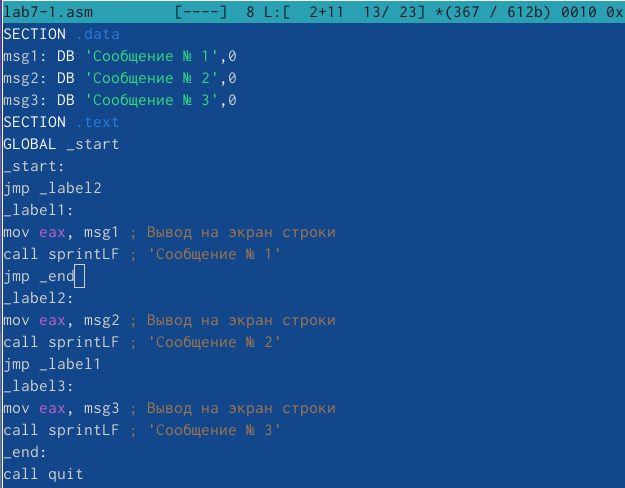 lab7-1.asm [----] 8 L:[ 2+11 13/ 23] *(367 / 612b) 0010 0x
SECTION .data
msg1: DB 'Сообщение № 1',0
msg2: DB 'Сообщение № 2',0
msg3: DB 'Сообщение № 3',0
SECTION .text
GLOBAL _start
_start:
jmp _label2
_label1:
mov eax, msg1 ; Вывод на экран строки
call sprintLF ; 'Сообщение № 1'
jmp _end
_label2:
mov eax, msg2 ; Вывод на экран строки
call sprintLF ; 'Сообщение № 2'
jmp _label1
_label3:
mov eax, msg3 ; Вывод на экран строки
call sprintLF ; 'Сообщение № 3'
_end:
call quit